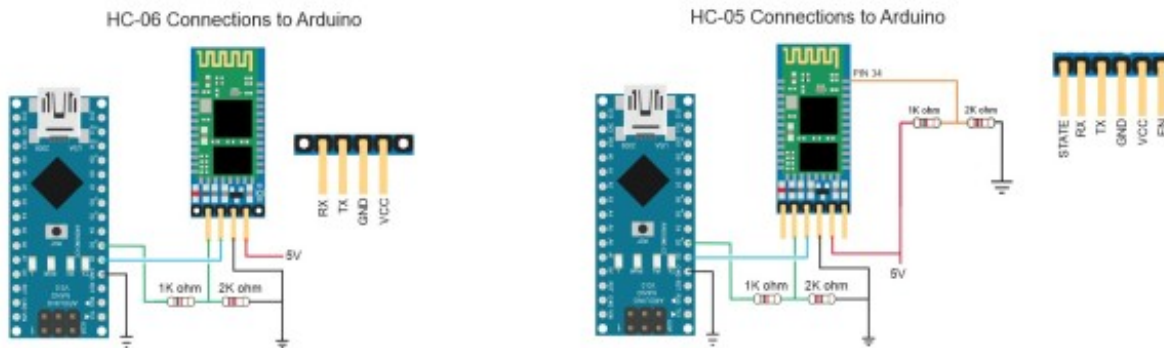 HC-06 Connections to Arduino
RX
TX
GND
VCC
5V
1K ohm
2K ohm
HC-05 Connections to Arduino
PIN 34
1K ohm
2K ohm
STATE
RX
TX
GND
VCC
EN
5V
1K ohm
2K ohm